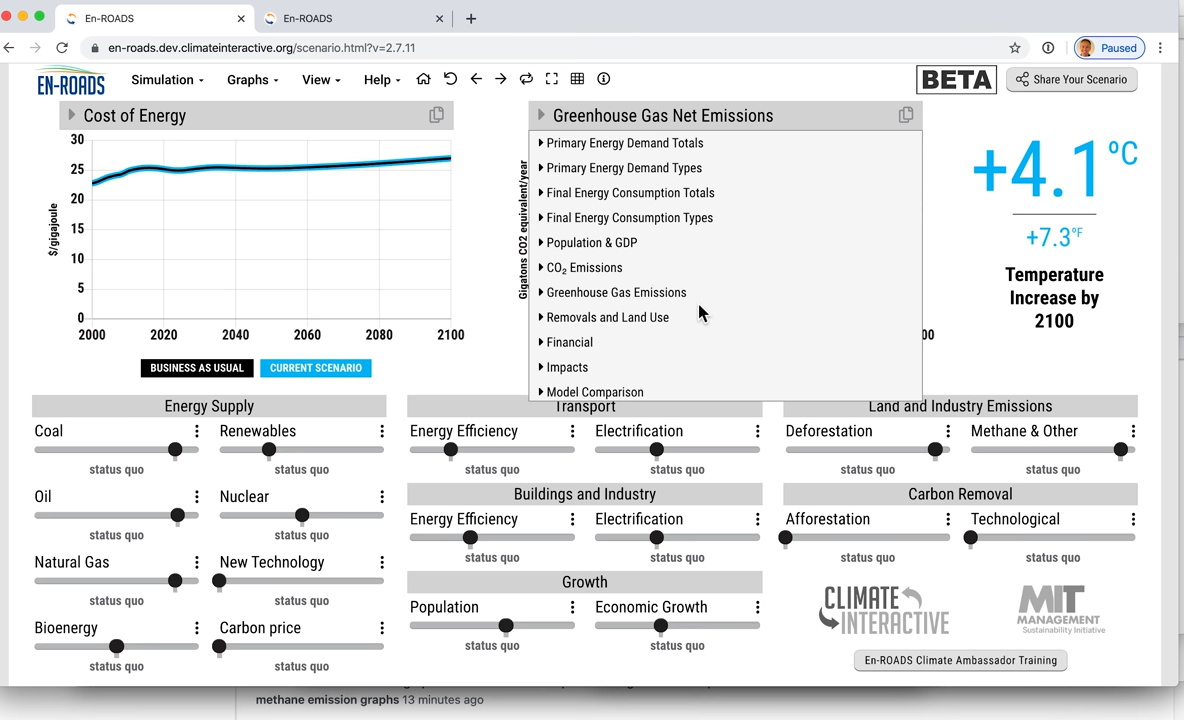 En-ROADS
En-ROADS
en-roads.dev.climateinteractive.org/scenario.html?v=2.7.11
Paused
EN-ROADS
Simulation
Graphs
View
Help
BETA
Share Your Scenario
Cost of Energy
30
25
20
15
10
5
0
$/gigajoule
2000
2020
2040
2060
2080
2100
BUSINESS AS USUAL
CURRENT SCENARIO
Greenhouse Gas Net Emissions
Gigatons CO2 equivalent/year
Primary Energy Demand Totals
Primary Energy Demand Types
Final Energy Consumption Totals
Final Energy Consumption Types
Population & GDP
CO₂ Emissions
Greenhouse Gas Emissions
Removals and Land Use
Financial
Impacts
Model Comparison
00
+4.1°C
+7.3°F
Temperature
Increase by
2100
Energy Supply
Coal
status quo
Renewables
status quo
Oil
status quo
Nuclear
status quo
Natural Gas
status quo
New Technology
status quo
Bioenergy
status quo
Carbon price
status quo
Transport
Energy Efficiency
status quo
Electrification
status quo
Buildings and Industry
Energy Efficiency
status quo
Electrification
status quo
Growth
Population
status quo
Economic Growth
status quo
Land and Industry Emissions
Deforestation
status quo
Methane & Other
status quo
Carbon Removal
Afforestation
status quo
Technological
status quo
CLIMATE
INTERACTIVE
MIT
MANAGEMENT
Sustainability Initiative
En-ROADS Climate Ambassador Training
methane emission graphs 13 minutes ago